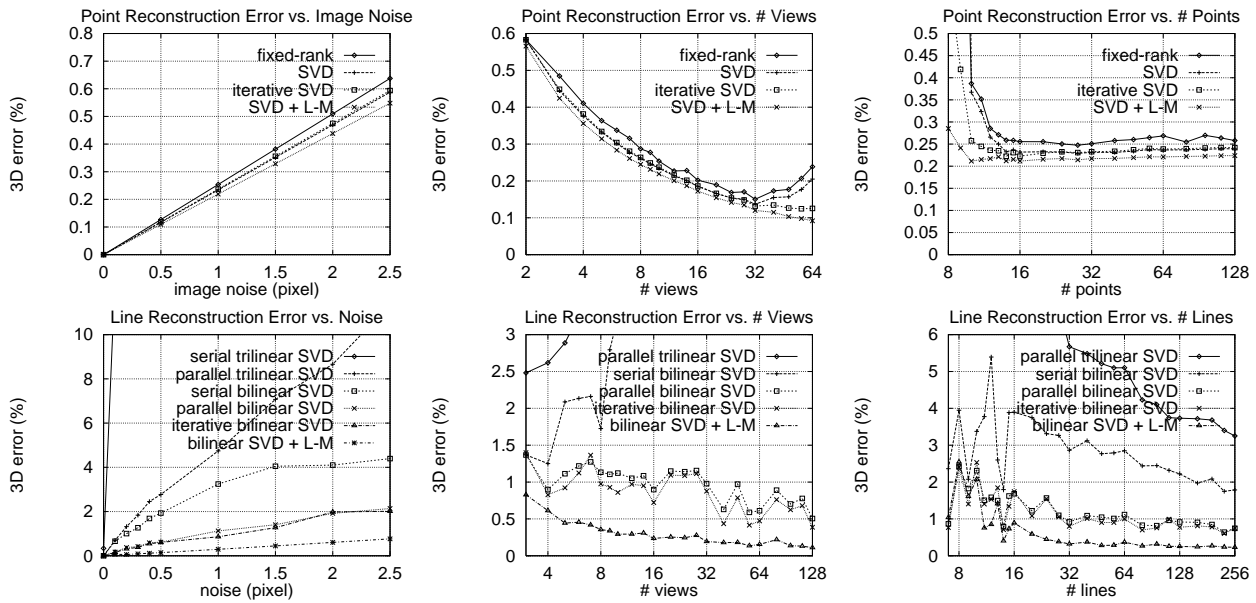 Point Reconstruction Error vs. Image Noise
0.8
0.7
0.6
0.5
0.4
0.3
0.2
0.1
0
3D error (%)
fixed-rank
SVD
iterative SVD
SVD + L-M
0 0.5 1 1.5 2 2.5
image noise (pixel)
Point Reconstruction Error vs. # Views
0.6
0.5
0.4
0.3
0.2
0.1
0
3D error (%)
fixed-rank
SVD
iterative SVD
SVD + L-M
2 4 8 16 32 64
# views
Point Reconstruction Error vs. # Points
0.5
0.45
0.4
0.35
0.3
0.25
0.2
0.15
0.1
0.05
0
3D error (%)
fixed-rank
SVD
iterative SVD
SVD + L-M
8 16 32 64 128
# points
Line Reconstruction Error vs. Noise
10
8
6
4
2
0
3D error (%)
serial trilinear SVD
parallel trilinear SVD
serial bilinear SVD
parallel bilinear SVD
iterative bilinear SVD
bilinear SVD + L-M
0 0.5 1 1.5 2 2.5
noise (pixel)
Line Reconstruction Error vs. # Views
3
2.5
2
1.5
1
0.5
0
3D error (%)
parallel trilinear SVD
serial bilinear SVD
parallel bilinear SVD
iterative bilinear SVD
bilinear SVD + L-M
4 8 16 32 64 128
# views
Line Reconstruction Error vs. # Lines
6
5
4
3
2
1
0
3D error (%)
parallel trilinear SVD
serial bilinear SVD
parallel bilinear SVD
iterative bilinear SVD
bilinear SVD + L-M
8 16 32 64 128 256
# lines